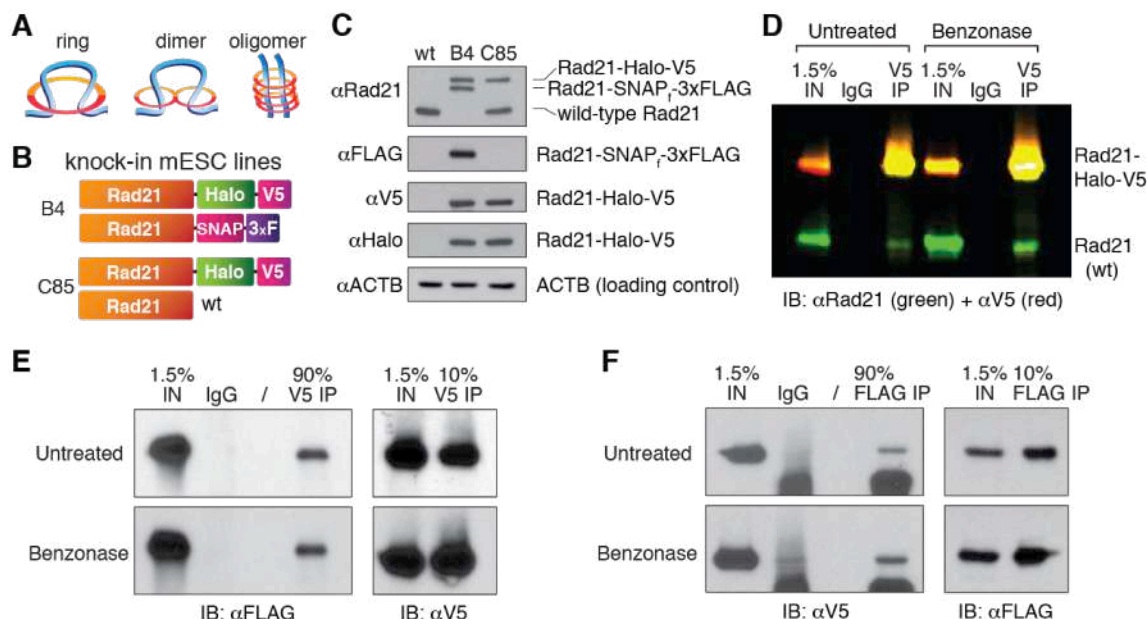 A
ring
dimer
oligomer
B
knock-in mESC lines
B4
Rad21
Halo
V5
Rad21
SNAP
3xF
C85
Rad21
Halo
V5
Rad21
wt
C
wt B4 C85
αRad21
Rad21-Halo-V5
Rad21-SNAPf-3xFLAG
wild-type Rad21
αFLAG
Rad21-SNAPf-3xFLAG
αV5
Rad21-Halo-V5
αHalo
Rad21-Halo-V5
αACTB
ACTB (loading control)
D
Untreated Benzonase
1.5% V5 1.5% V5
IN IgG IP IN IgG IP
Rad21-
Halo-V5
Rad21
(wt)
IB: αRad21 (green) + αV5 (red)
E
1.5% 90% 1.5% 10%
IN IgG / V5 IP IN V5 IP
Untreated
Benzonase
IB: αFLAG
IB: αV5
F
1.5% 90% 1.5% 10%
IN IgG / FLAG IP IN FLAG IP
Untreated
Benzonase
IB: αV5
IB: αFLAG